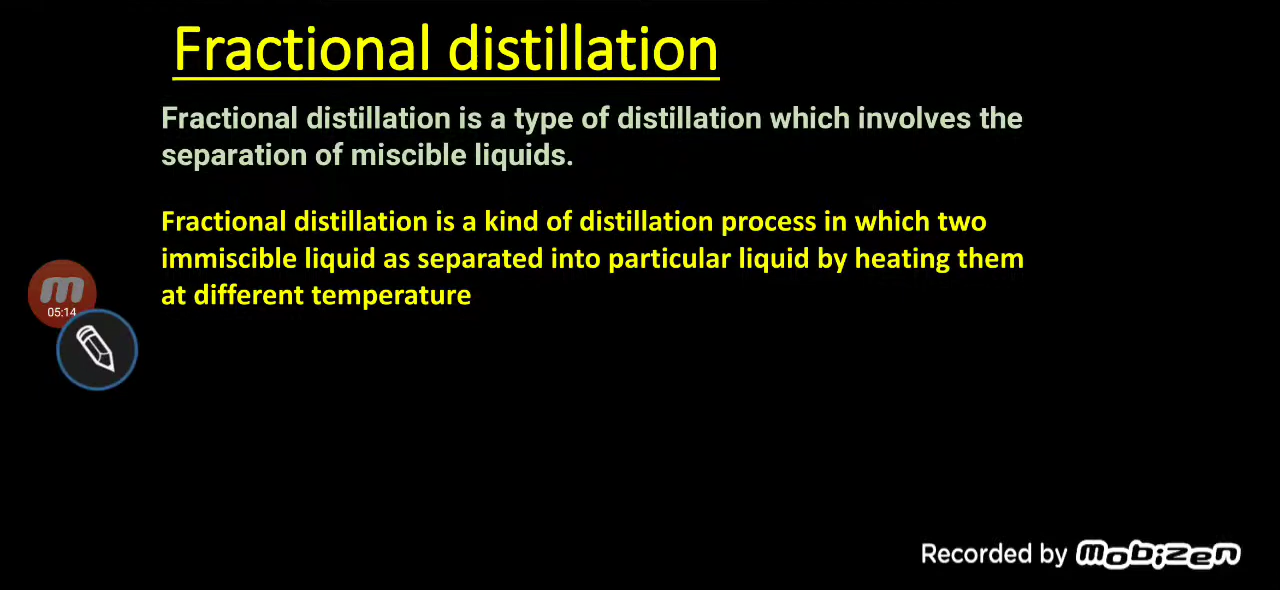 Fractional distillation
Fractional distillation is a type of distillation which involves the
separation of miscible liquids.
Fractional distillation is a kind of distillation process in which two
immiscible liquid as separated into particular liquid by heating them
at different temperature
m
05:14
Recorded by mobizen